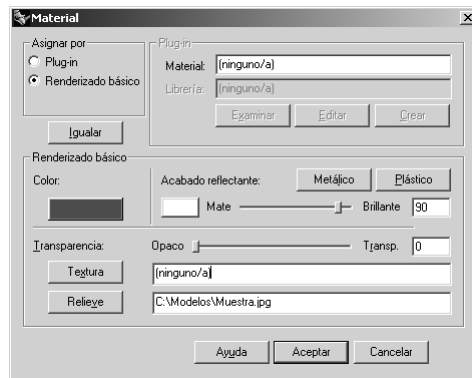 Material
Asignar por
Plug-in
Renderizado básico
Igualar
Plug-in
Material: (ninguno/a)
Librería: (ninguno/a)
Examinar Editar Crear
Renderizado básico
Color:
Acabado reflectante: Metálico Plástico
Mate Brillante 90
Transparencia: Opaco Transp. 0
Textura (ninguno/a)
Relieve C:\Modelos\Muestra.jpg
Ayuda Aceptar Cancelar